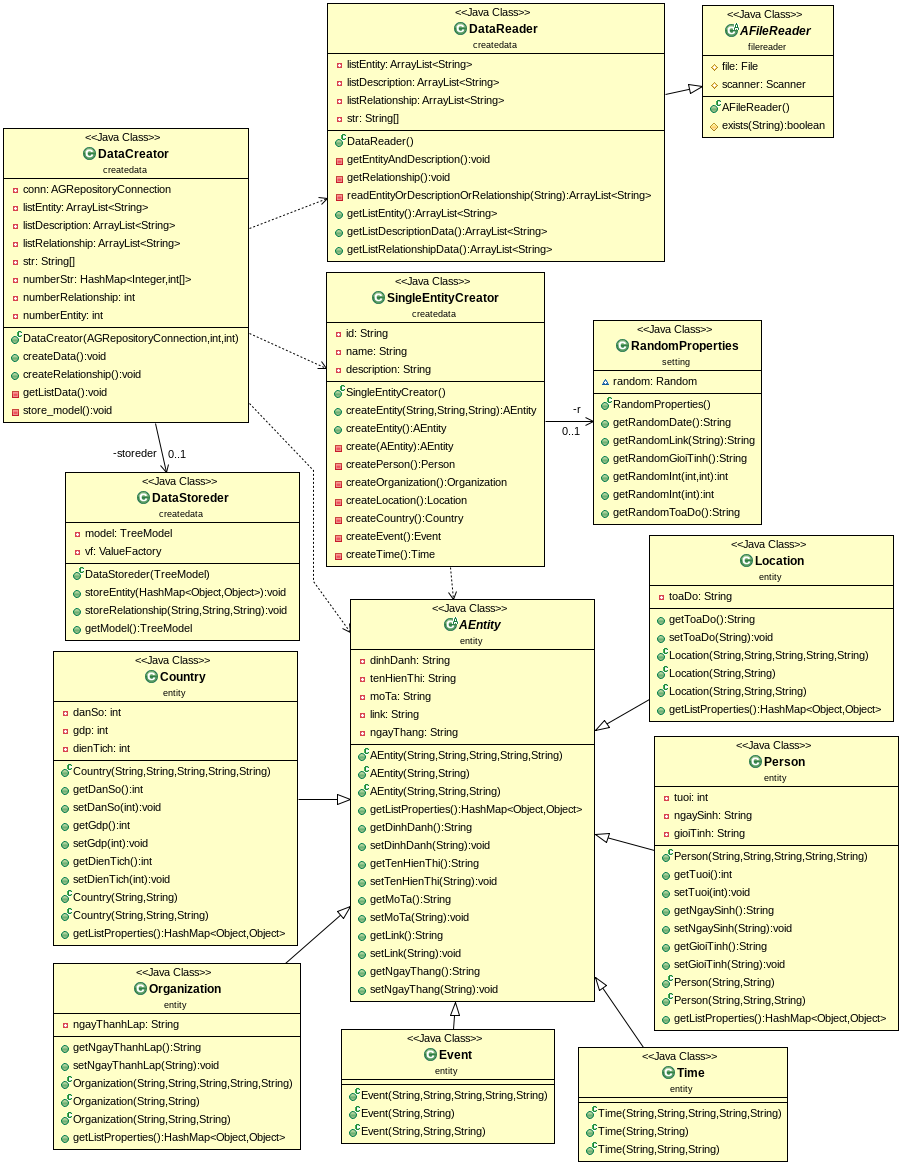 <<Java Class>>
DataReader
createdata
listEntity: ArrayList<String>
listDescription: ArrayList<String>
listRelationship: ArrayList<String>
str: String[]
DataReader()
getEntityAndDescription():void
getRelationship():void
readEntityOrDescriptionOrRelationship(String):ArrayList<String>
getListEntity():ArrayList<String>
getListDescriptionData():ArrayList<String>
getListRelationshipData():ArrayList<String>
<<Java Class>>
AFileReader
filereader
file: File
scanner: Scanner
AFileReader()
exists(String):boolean
<<Java Class>>
DataCreator
createdata
conn: AGRepositoryConnection
listEntity: ArrayList<String>
listDescription: ArrayList<String>
listRelationship: ArrayList<String>
str: String[]
numberStr: HashMap<Integer,int[]>
numberRelationship: int
numberEntity: int
DataCreator(AGRepositoryConnection,int,int)
createData():void
createRelationship():void
getListData():void
store_model():void
<<Java Class>>
SingleEntityCreator
createdata
id: String
name: String
description: String
SingleEntityCreator()
createEntity(String,String,String):AEntity
createEntity():AEntity
create(AEntity):AEntity
createPerson():Person
createOrganization():Organization
createLocation():Location
createCountry():Country
createEvent():Event
createTime():Time
-r
0..1
<<Java Class>>
RandomProperties
setting
random: Random
RandomProperties()
getRandomDate():String
getRandomLink(String):String
getRandomGioiTinh():String
getRandomInt(int,int):int
getRandomInt(int):int
getRandomToaDo():String
-storeder
0..1
<<Java Class>>
DataStoreder
createdata
model: TreeModel
vf: ValueFactory
DataStoreder(TreeModel)
storeEntity(HashMap<Object,Object>):void
storeRelationship(String,String,String):void
getModel():TreeModel
<<Java Class>>
Location
entity
toaDo: String
getToaDo():String
setToaDo(String):void
Location(String,String,String,String,String)
Location(String,String)
Location(String,String,String)
getListProperties():HashMap<Object,Object>
<<Java Class>>
AEntity
entity
dinhDanh: String
tenHienThi: String
moTa: String
link: String
ngayThang: String
AEntity(String,String,String,String,String)
AEntity(String,String)
AEntity(String,String,String)
getListProperties():HashMap<Object,Object>
getDinhDanh():String
setDinhDanh(String):void
getTenHienThi():String
setTenHienThi(String):void
getMoTa():String
setMoTa(String):void
getLink():String
setLink(String):void
getNgayThang():String
setNgayThang(String):void
<<Java Class>>
Country
entity
danSo: int
gdp: int
dienTich: int
Country(String,String,String,String,String)
getDanSo():int
setDanSo(int):void
getGdp():int
setGdp(int):void
getDienTich():int
setDienTich(int):void
Country(String,String)
Country(String,String,String)
getListProperties():HashMap<Object,Object>
<<Java Class>>
Person
entity
tuoi: int
ngaySinh: String
gioiTinh: String
Person(String,String,String,String,String)
getTuoi():int
setTuoi(int):void
getNgaySinh():String
setNgaySinh(String):void
getGioiTinh():String
setGioiTinh(String):void
Person(String,String)
Person(String,String,String)
getListProperties():HashMap<Object,Object>
<<Java Class>>
Organization
entity
ngayThanhLap: String
getNgayThanhLap():String
setNgayThanhLap(String):void
Organization(String,String,String,String,String)
Organization(String,String)
Organization(String,String,String)
getListProperties():HashMap<Object,Object>
<<Java Class>>
Event
entity
Event(String,String,String,String,String)
Event(String,String)
Event(String,String,String)
<<Java Class>>
Time
entity
Time(String,String,String,String,String)
Time(String,String)
Time(String,String,String)